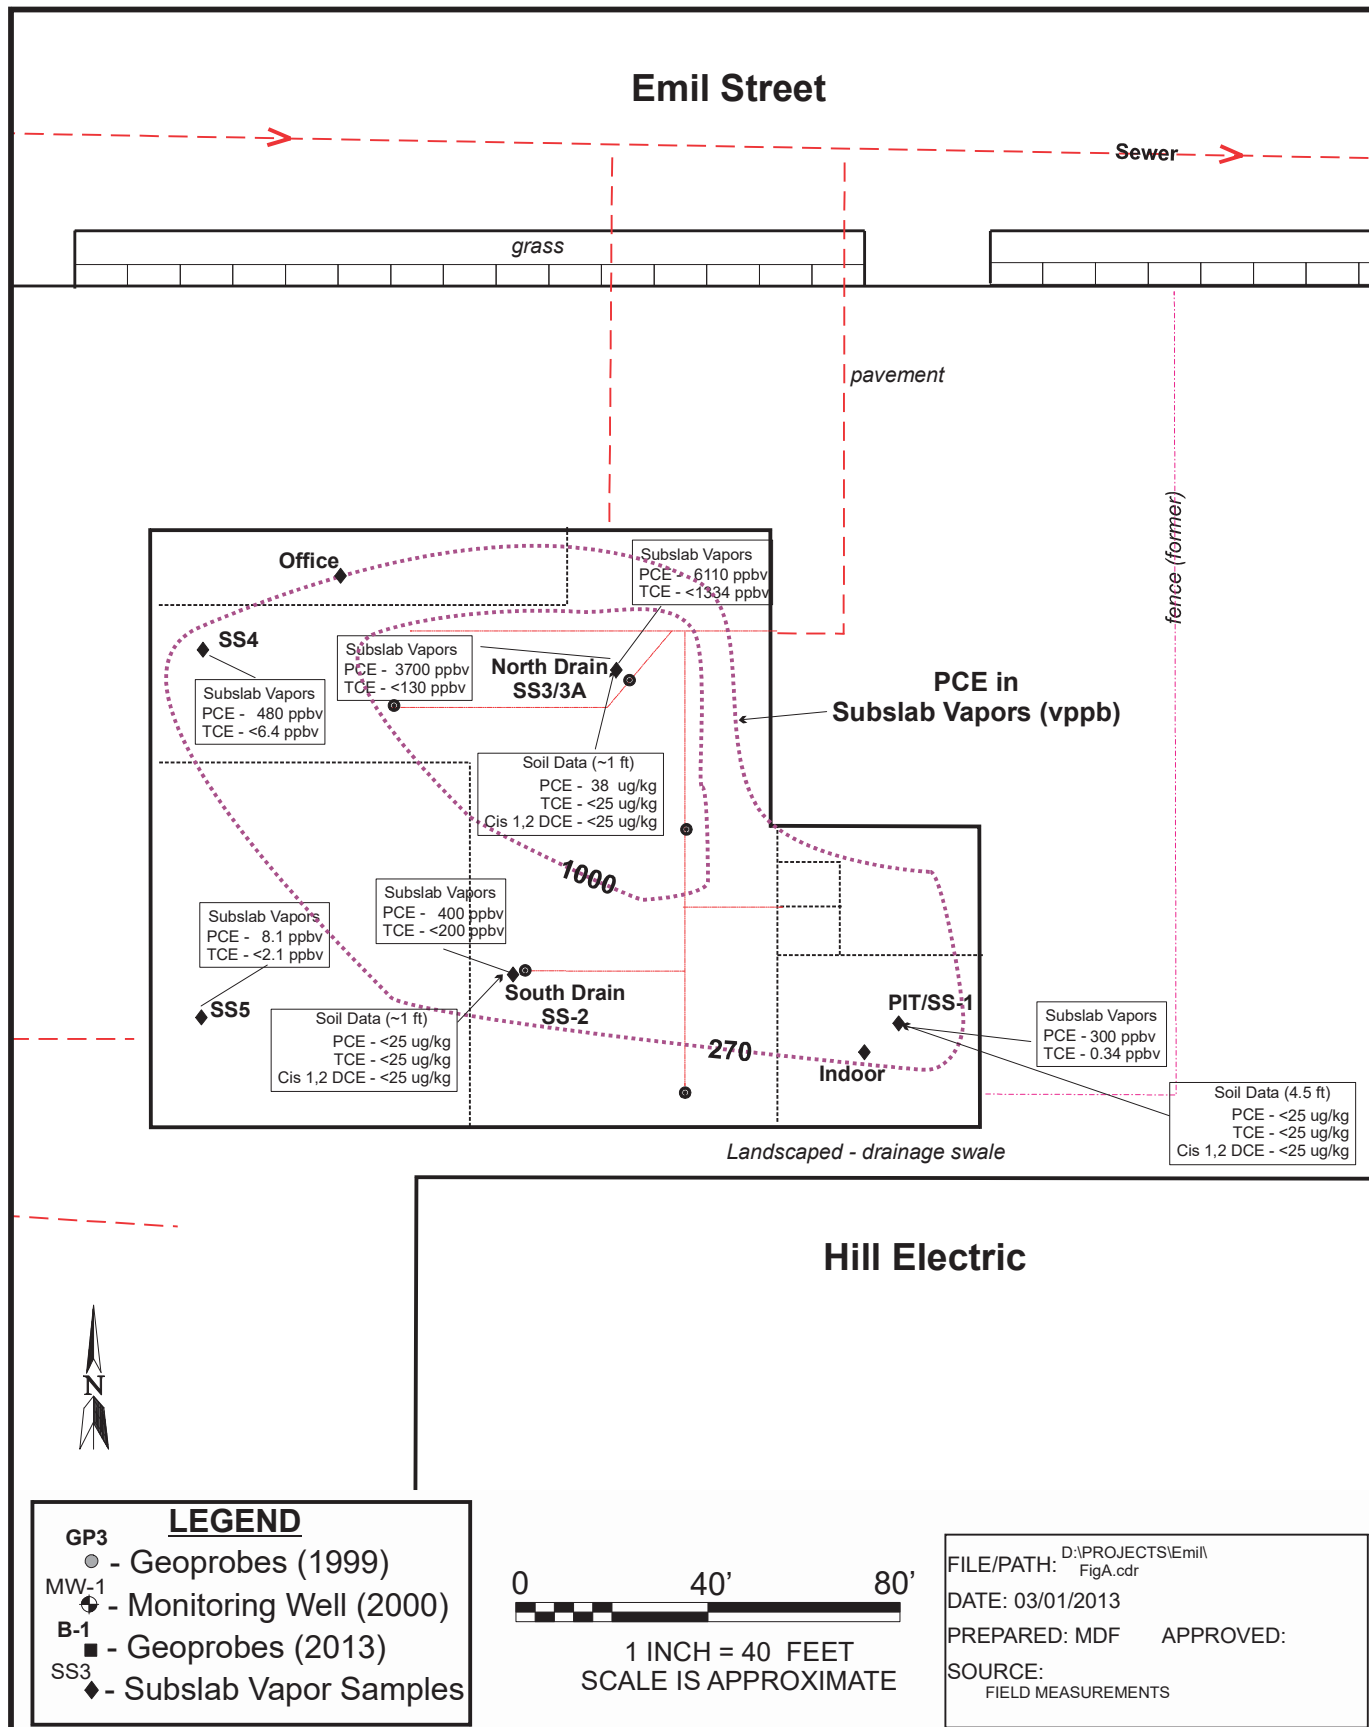 Emil Street
Sewer
grass
pavement
fence (former)
Office
Subslab Vapors
PCE - 6110 ppbv
TCE - <1334 ppbv
SS4
Subslab Vapors
PCE - 3700 ppbv
TCE - <130 ppbv
North Drain
SS3/3A
Subslab Vapors
PCE - 480 ppbv
TCE - <6.4 ppbv
PCE in
Subslab Vapors (vppb)
Soil Data (~1 ft)
PCE - 38 ug/kg
TCE - <25 ug/kg
Cis 1,2 DCE - <25 ug/kg
1000
Subslab Vapors
PCE - 400 ppbv
TCE - <200 ppbv
Subslab Vapors
PCE - 8.1 ppbv
TCE - <2.1 ppbv
SS5
South Drain
SS-2
Soil Data (~1 ft)
PCE - <25 ug/kg
TCE - <25 ug/kg
Cis 1,2 DCE - <25 ug/kg
270
PIT/SS-1
Indoor
Subslab Vapors
PCE - 300 ppbv
TCE - 0.34 ppbv
Soil Data (4.5 ft)
PCE - <25 ug/kg
TCE - <25 ug/kg
Cis 1,2 DCE - <25 ug/kg
Landscaped - drainage swale
Hill Electric
N
LEGEND
GP3
- Geoprobes (1999)
MW-1
- Monitoring Well (2000)
B-1
- Geoprobes (2013)
SS3
- Subslab Vapor Samples
0 40' 80'
1 INCH = 40 FEET
SCALE IS APPROXIMATE
FILE/PATH: D:\PROJECTS\Emil\
FigA.cdr
DATE: 03/01/2013
PREPARED: MDF APPROVED:
SOURCE:
FIELD MEASUREMENTS